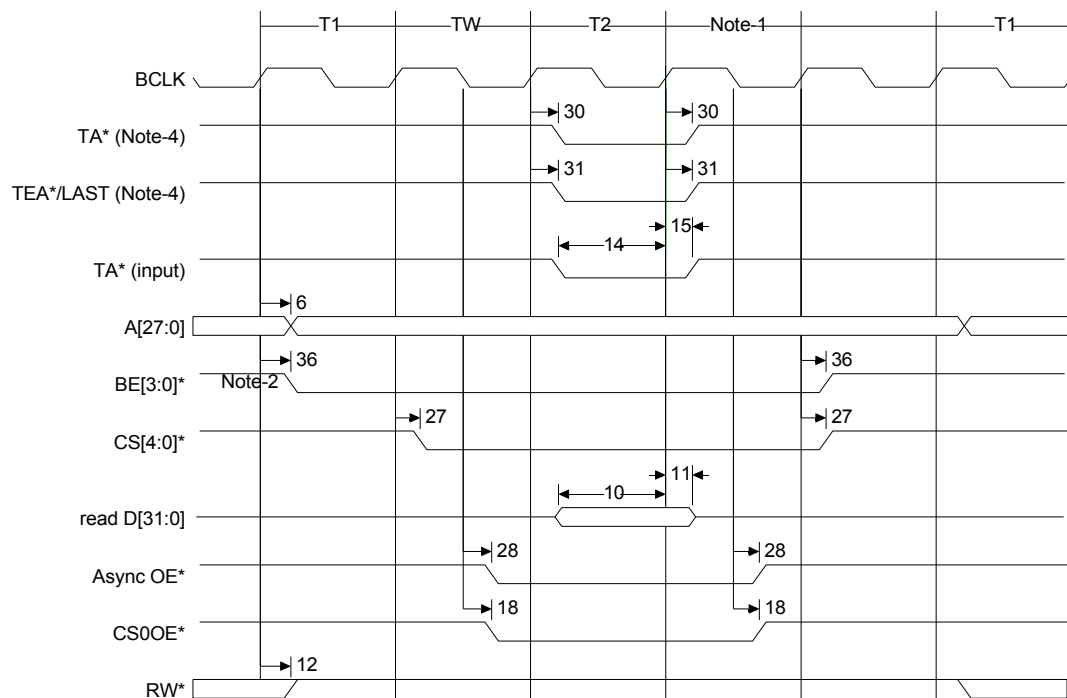 T1 TW T2 Note-1 T1
BCLK
30 30
TA* (Note-4)
31 31
TEA*/LAST (Note-4)
15
14
TA* (input)
6
A[27:0]
36 36
Note-2
BE[3:0]*
27 27
CS[4:0]*
11
10
read D[31:0]
28 28
Async OE*
18 18
CS0OE*
12
RW*